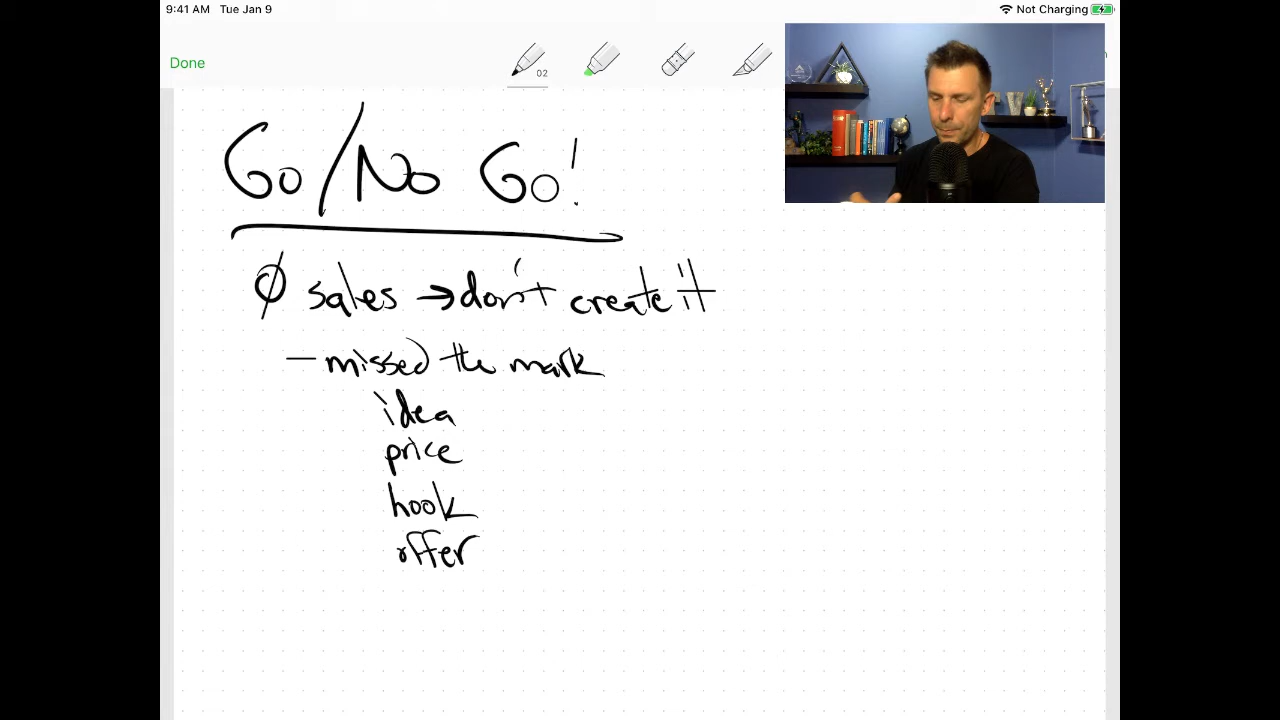 9:41 AM Tue Jan 9
Not Charging
Done
02
Go/No Go!
Ø sales → don't create it
— missed the mark
idea
price
hook
offer